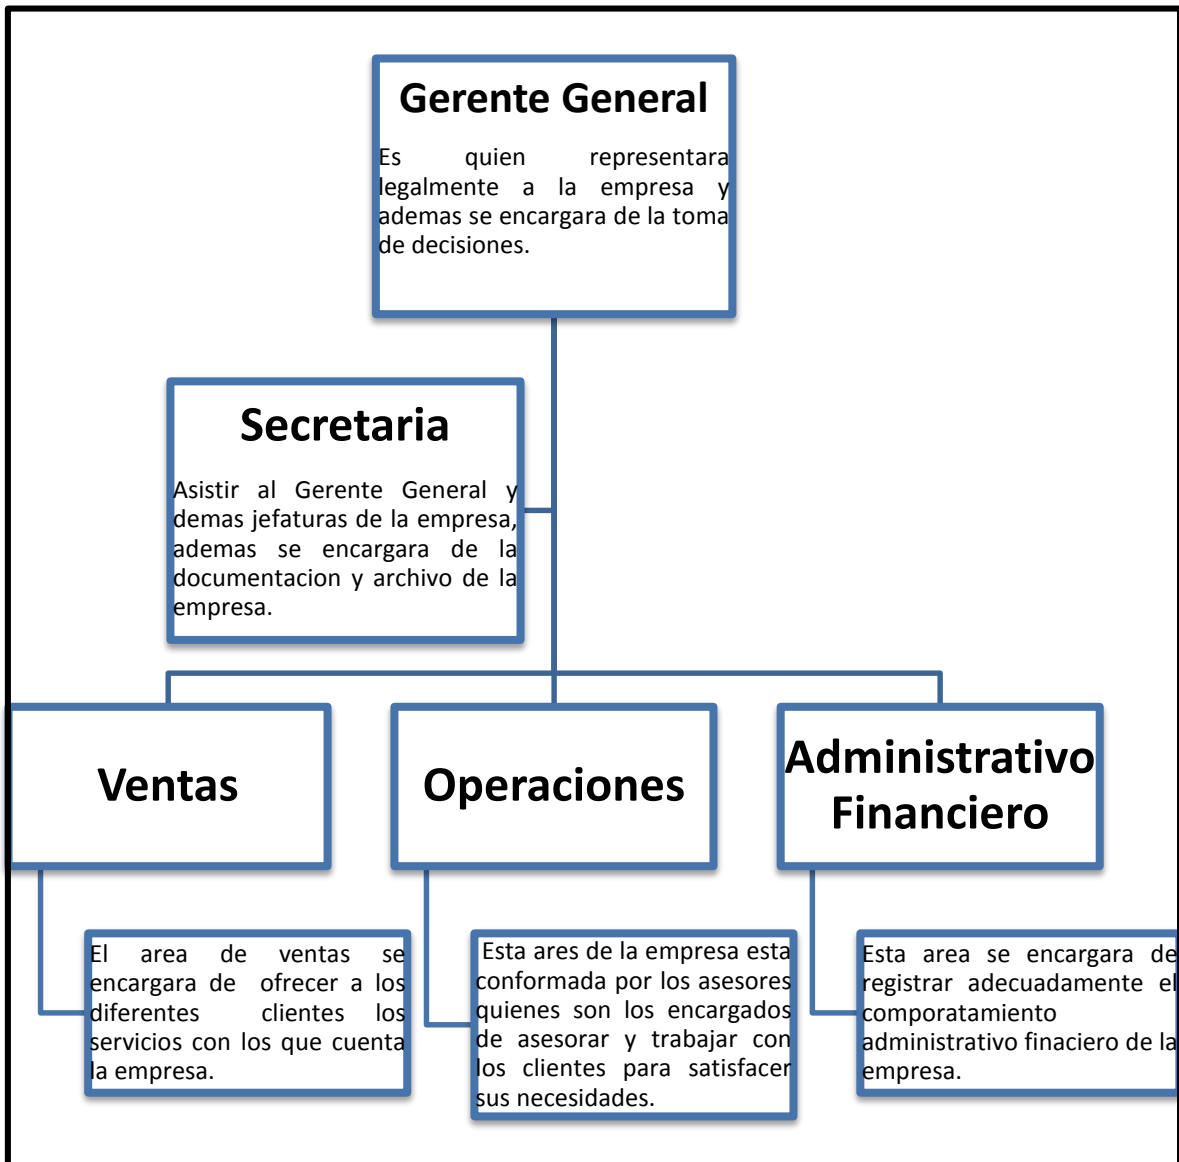 Gerente General
Es quien representara
legalmente a la empresa y
ademas se encargara de la toma
de decisiones.
Secretaria
Asistir al Gerente General y
demas jefaturas de la empresa,
ademas se encargara de la
documentacion y archivo de la
empresa.
Ventas
Operaciones
Administrativo
Financiero
El area de ventas se
encargara de ofrecer a los
diferentes clientes los
servicios con los que cuenta
la empresa.
Esta ares de la empresa esta
conformada por los asesores
quienes son los encargados
de asesorar y trabajar con
los clientes para satisfacer
sus necesidades.
Esta area se encargara de
registrar adecuadamente el
comporatamiento
administrativo finaciero de la
empresa.